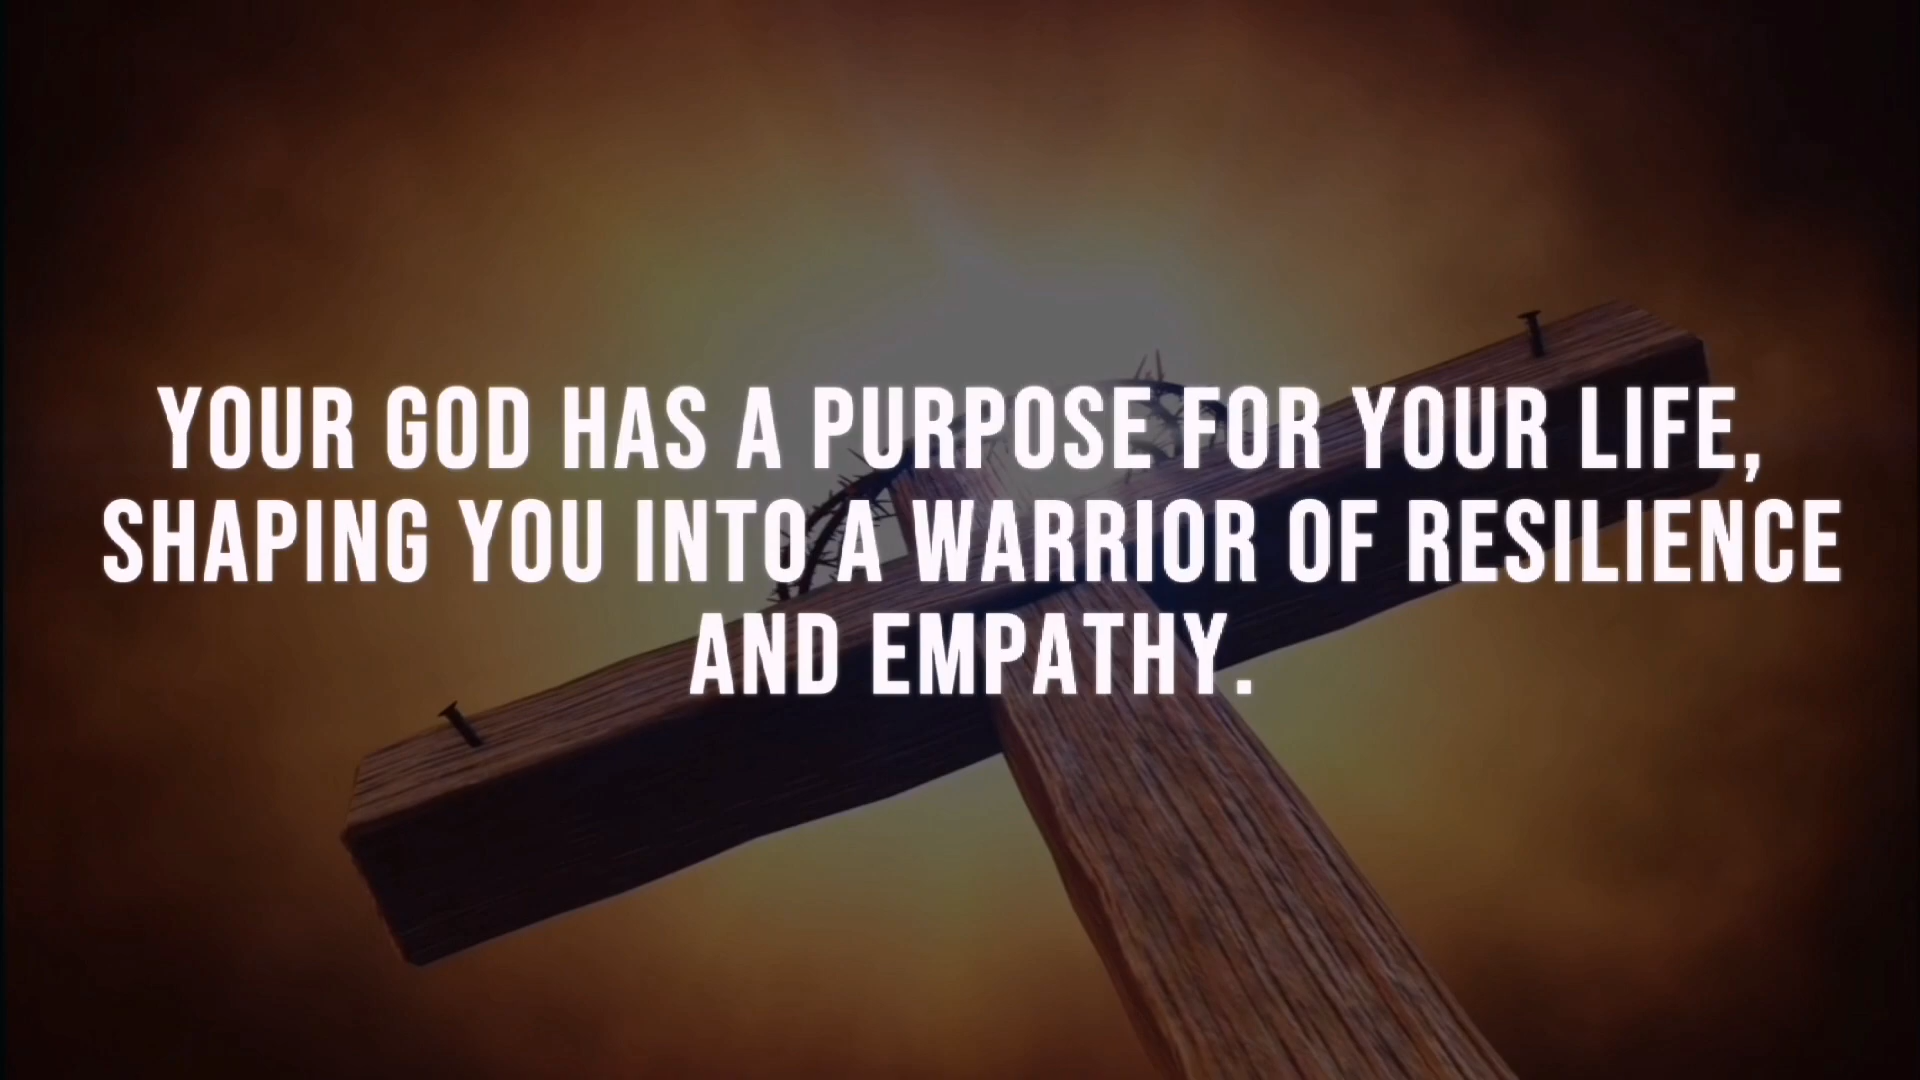 YOUR GOD HAS A PURPOSE FOR YOUR LIFE,
SHAPING YOU INTO A WARRIOR OF RESILIENCE
AND EMPATHY.